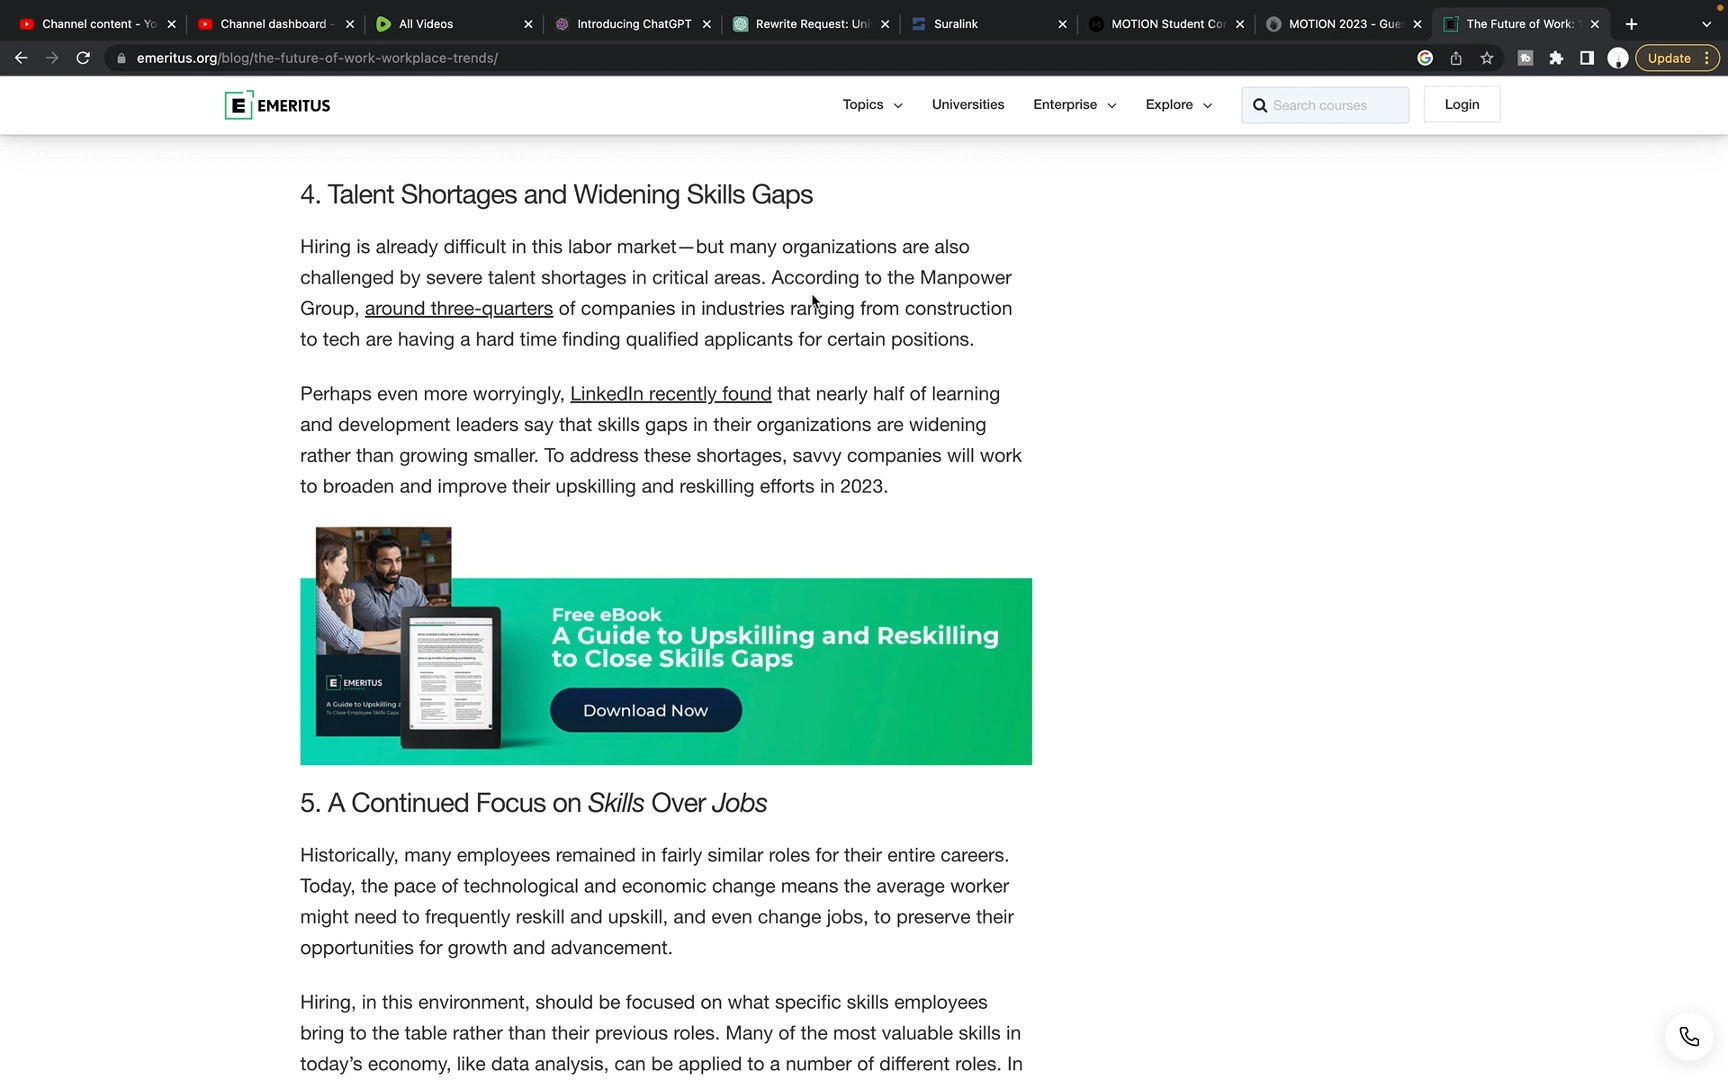 Channel content - Yo
Channel dashboard -
All Videos
Introducing ChatGPT
Rewrite Request: Uni
Suralink
MOTION Student Cor
MOTION 2023 - Gue
The Future of Work:
emeritus.org/blog/the-future-of-work-workplace-trends/
Update
E EMERITUS
Topics
Universities
Enterprise
Explore
Search courses
Login
4. Talent Shortages and Widening Skills Gaps
Hiring is already difficult in this labor market—but many organizations are also
challenged by severe talent shortages in critical areas. According to the Manpower
Group, around three-quarters of companies in industries ranging from construction
to tech are having a hard time finding qualified applicants for certain positions.
Perhaps even more worryingly, LinkedIn recently found that nearly half of learning
and development leaders say that skills gaps in their organizations are widening
rather than growing smaller. To address these shortages, savvy companies will work
to broaden and improve their upskilling and reskilling efforts in 2023.
Free eBook
A Guide to Upskilling and Reskilling
to Close Skills Gaps
Download Now
E EMERITUS
A Guide to Upskilling a
To Close Employee Skills Gaps
5. A Continued Focus on Skills Over Jobs
Historically, many employees remained in fairly similar roles for their entire careers.
Today, the pace of technological and economic change means the average worker
might need to frequently reskill and upskill, and even change jobs, to preserve their
opportunities for growth and advancement.
Hiring, in this environment, should be focused on what specific skills employees
bring to the table rather than their previous roles. Many of the most valuable skills in
today's economy, like data analysis, can be applied to a number of different roles. In